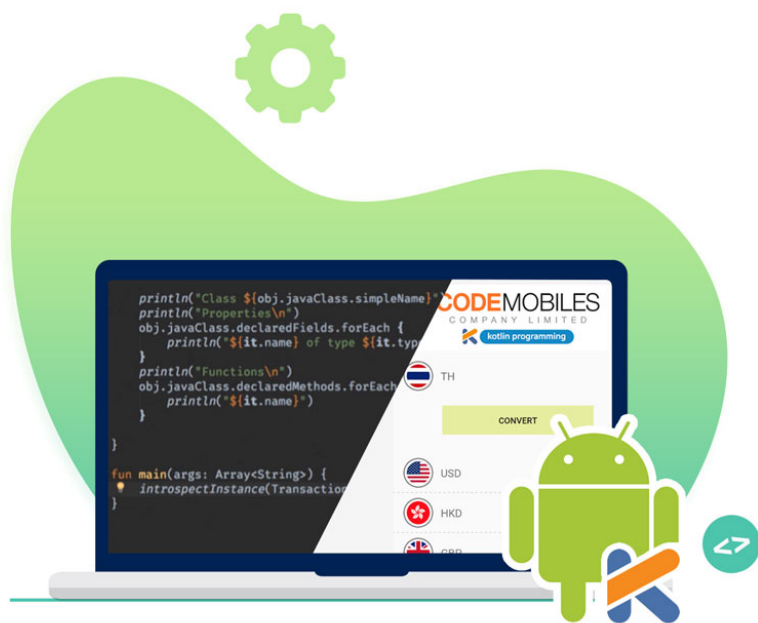 println("Class ${obj.javaClass.simpleName}")
println("Properties\n")
obj.javaClass.declaredFields.forEach {
println("${it.name} of type ${it.typ
}
println("Functions\n")
obj.javaClass.declaredMethods.forEach
println("${it.name}")
}
}
fun main(args: Array<String>) {
introspectInstance(Transaction
}
CODEMOBILES
COMPANY LIMITED
kotlin programming
TH
CONVERT
USD
HKD
GBP
<>